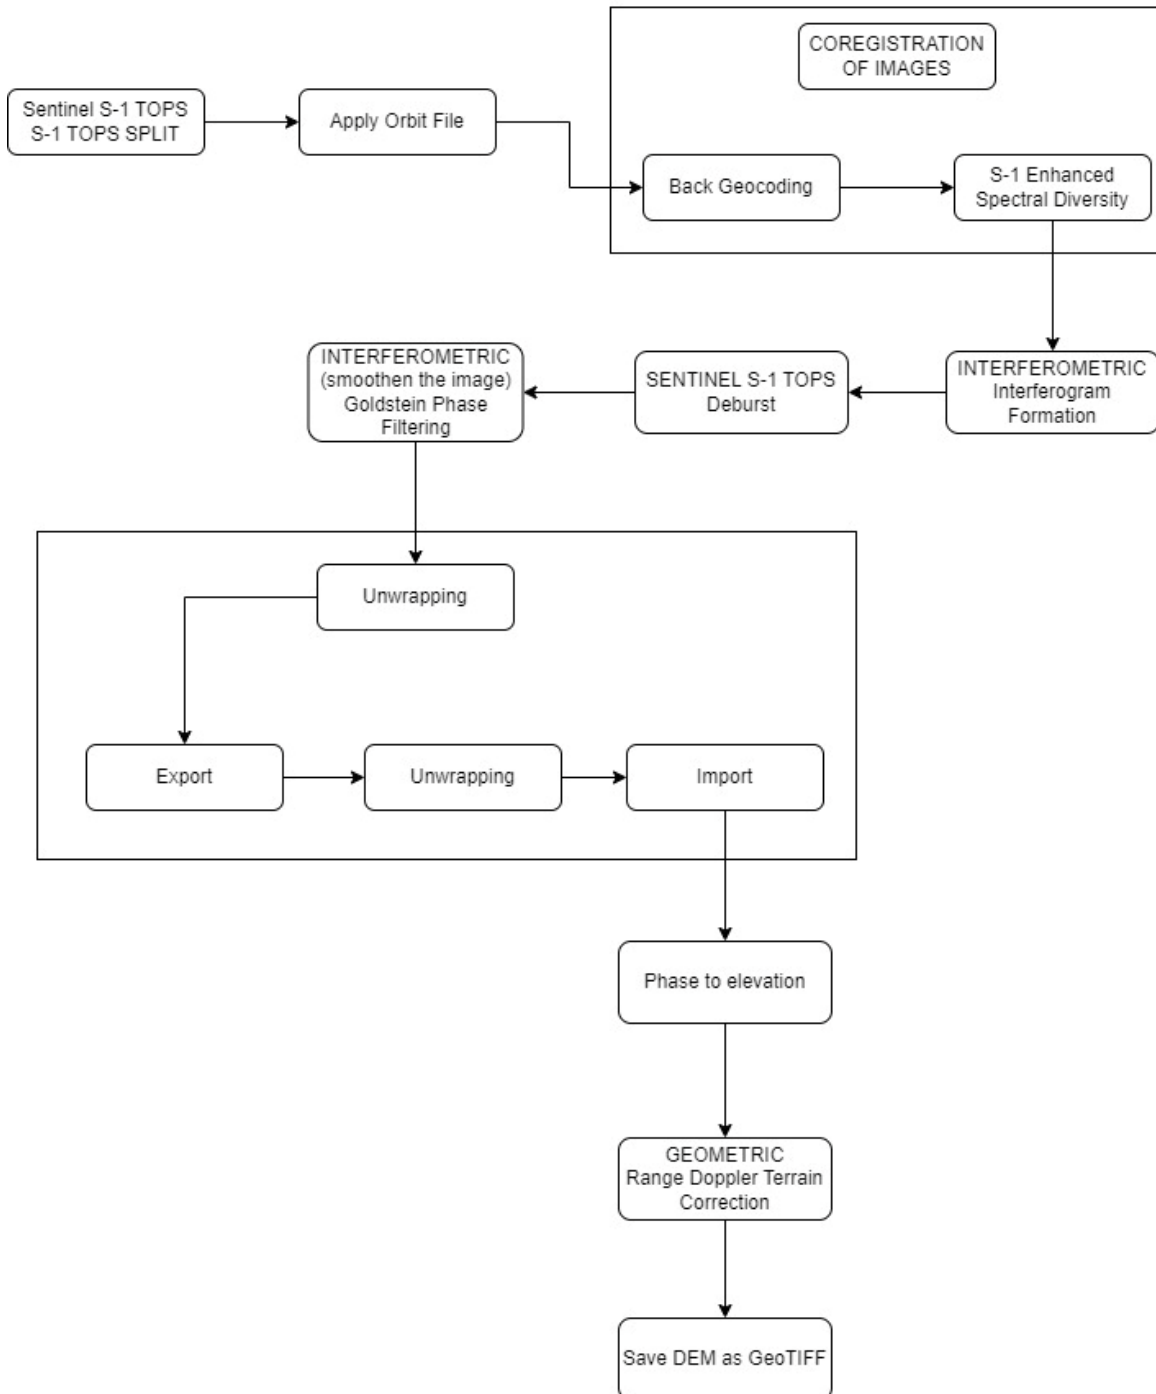 COREGISTRATION
OF IMAGES
Sentinel S-1 TOPS
S-1 TOPS SPLIT
Apply Orbit File
Back Geocoding
S-1 Enhanced
Spectral Diversity
INTERFEROMETRIC
(smoothen the image)
Goldstein Phase
Filtering
SENTINEL S-1 TOPS
Deburst
INTERFEROMETRIC
Interferogram
Formation
Unwrapping
Export
Unwrapping
Import
Phase to elevation
GEOMETRIC
Range Doppler Terrain
Correction
Save DEM as GeoTIFF